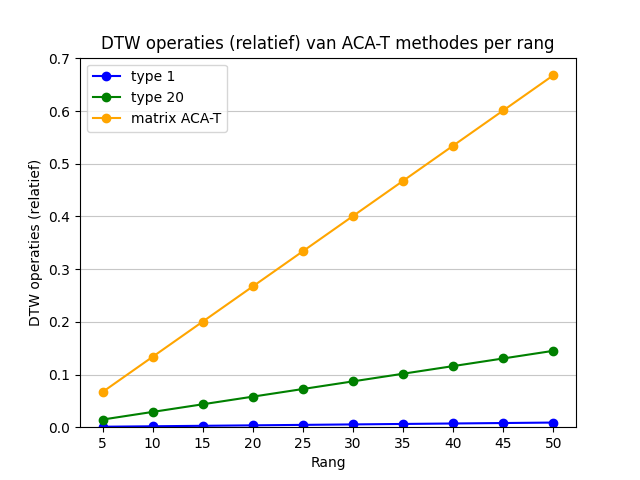 DTW operaties (relatief) van ACA-T methodes per rang
type 1
type 20
matrix ACA-T
DTW operaties (relatief)
0.7
0.6
0.5
0.4
0.3
0.2
0.1
0.0
5 10 15 20 25 30 35 40 45 50
Rang